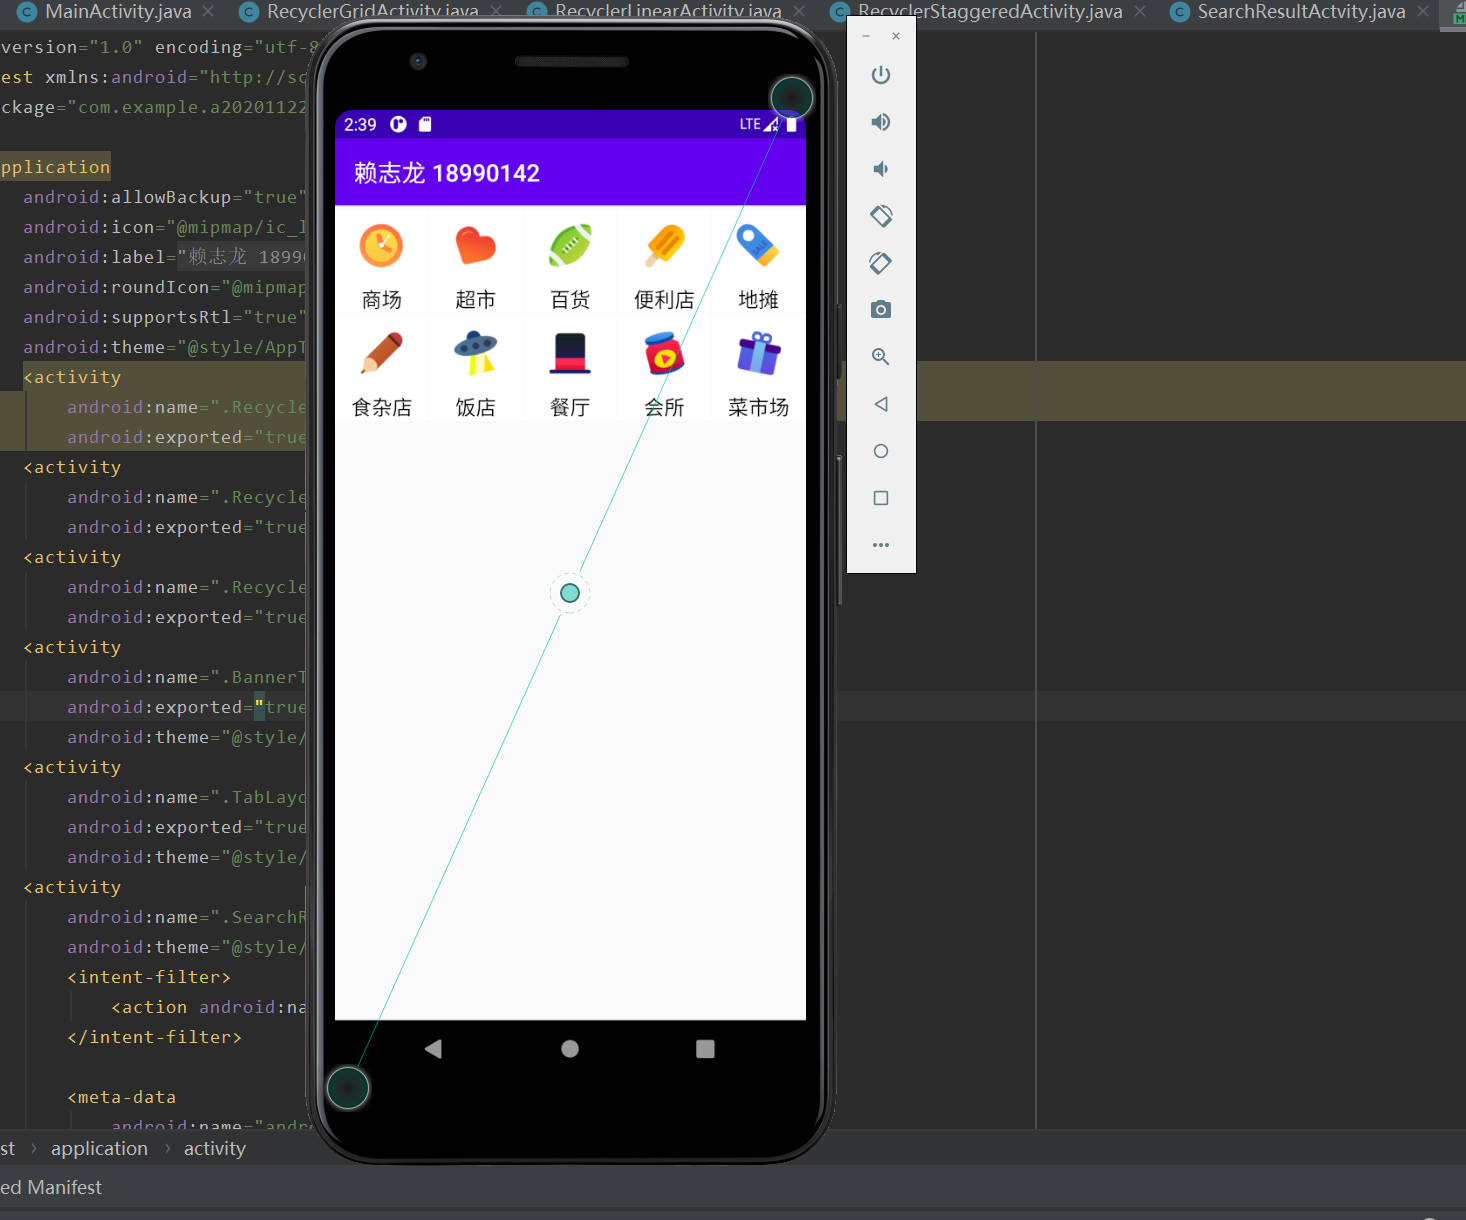 MainActivity.java RecyclerGridActivity.java RecyclerLinearActivity.java RecyclerStaggeredActivity.java SearchResultActvity.java
version="1.0" encoding="utf-8
est xmlns:android="http://sc
ckage="com.example.a20201122
pplication
android:allowBackup="true"
android:icon="@mipmap/ic_l
android:label="赖志龙 1899
android:roundIcon="@mipmap
android:supportsRtl="true"
android:theme="@style/AppT
<activity
android:name=".Recycle
android:exported="true
<activity
android:name=".Recycle
android:exported="true
<activity
android:name=".Recycle
android:exported="true
<activity
android:name=".BannerT
android:exported="true
android:theme="@style/
<activity
android:name=".TabLayo
android:exported="true
android:theme="@style/
<activity
android:name=".SearchR
android:theme="@style/
<intent-filter>
<action android:na
</intent-filter>
<meta-data
android:name="andr
st › application › activity
ed Manifest
2:39 LTE
赖志龙 18990142
商场 超市 百货 便利店 地摊
SALE
食杂店 饭店 餐厅 会所 菜市场